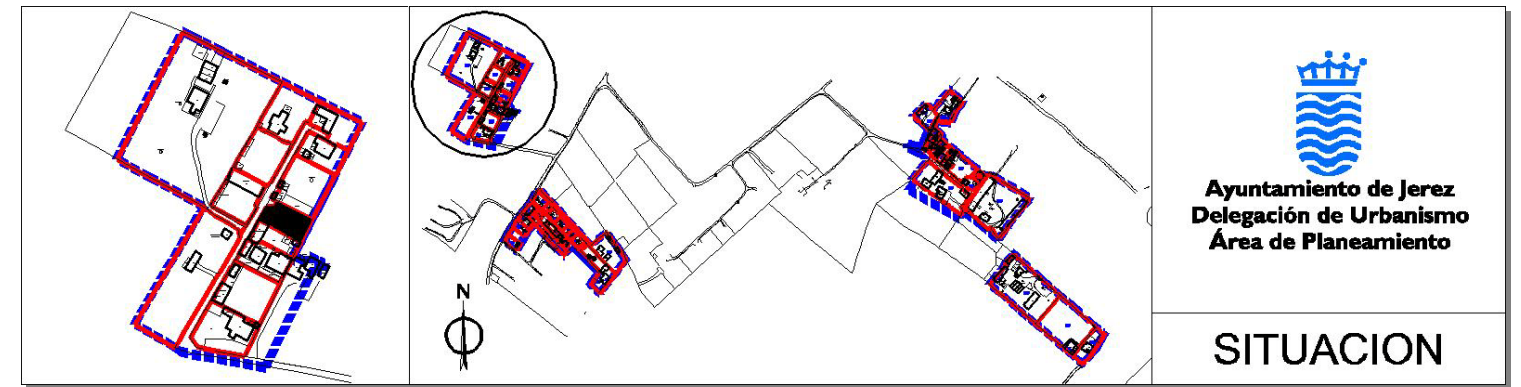 N
Ayuntamiento de Jerez
Delegación de Urbanismo
Área de Planeamiento
SITUACION